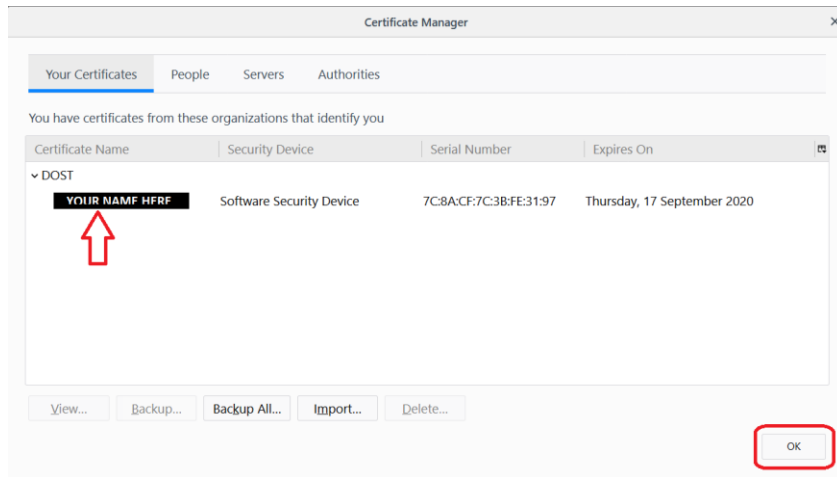 Certificate Manager
Your Certificates People Servers Authorities
You have certificates from these organizations that identify you
Certificate Name Security Device Serial Number Expires On
DOST
YOUR NAME HERE Software Security Device 7C:8A:CF:7C:3B:FE:31:97 Thursday, 17 September 2020
View... Backup... Backup All... Import... Delete...
OK